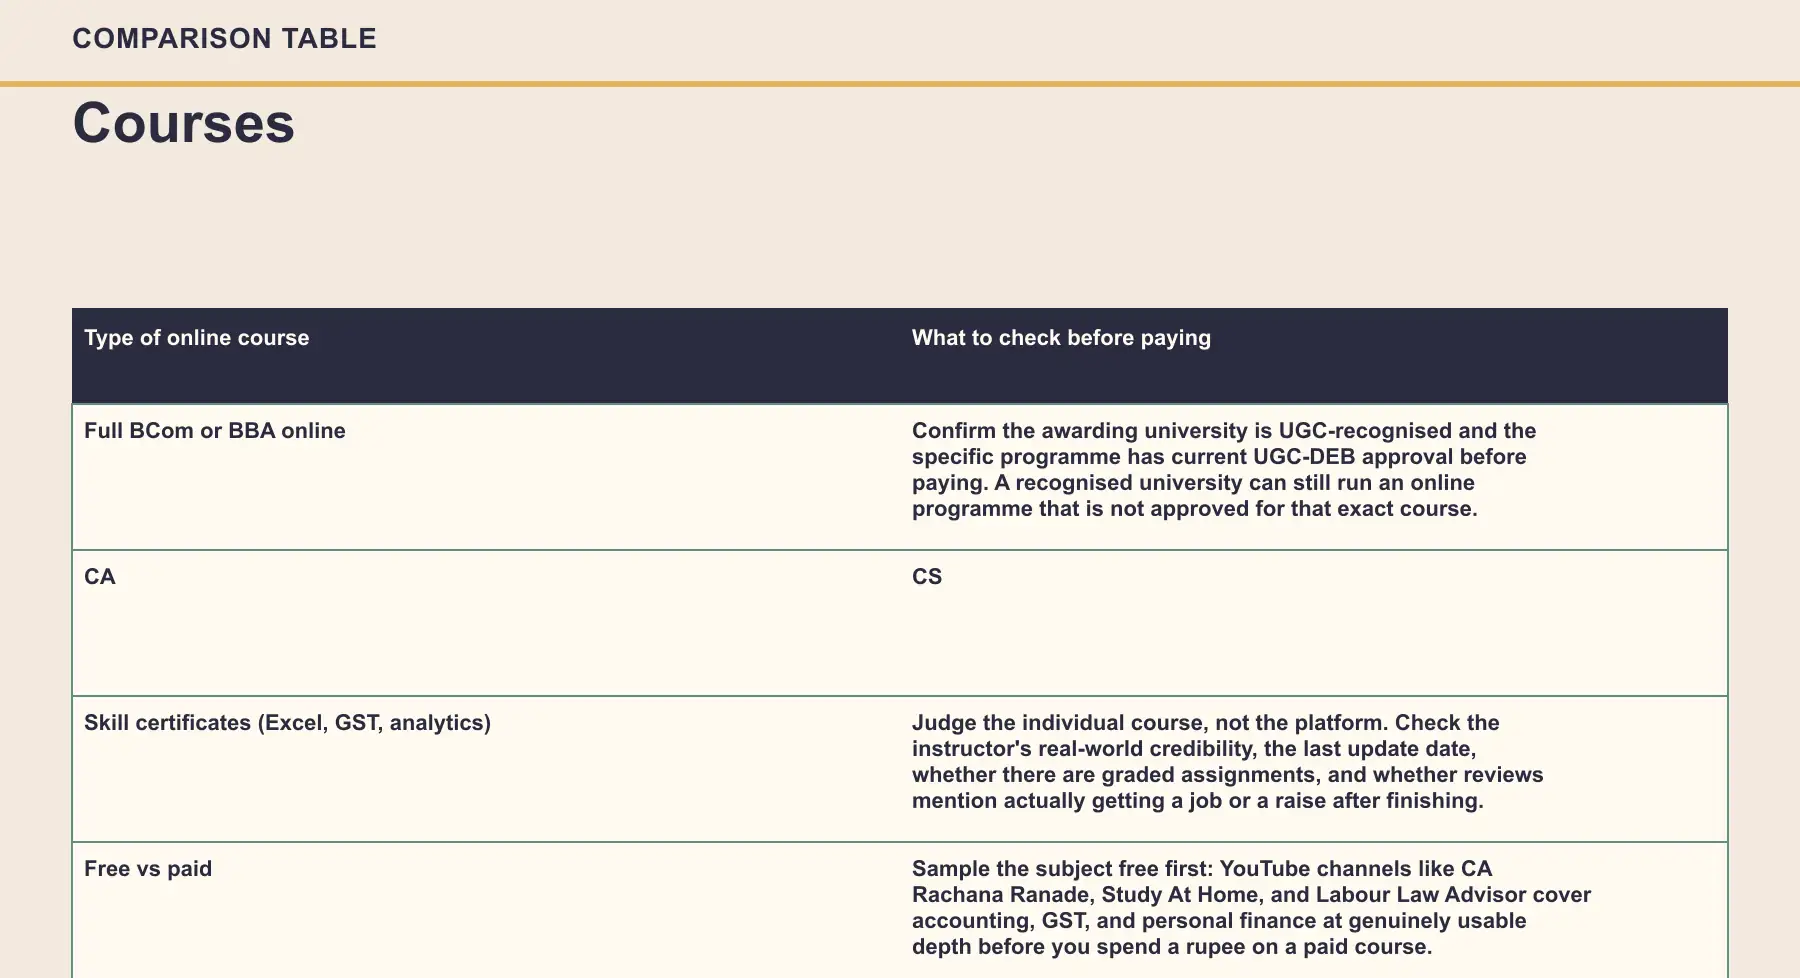 COMPARISON TABLE
Courses
Type of online course
What to check before paying
Full BCom or BBA online
Confirm the awarding university is UGC-recognised and the
specific programme has current UGC-DEB approval before
paying. A recognised university can still run an online
programme that is not approved for that exact course.
CA
CS
Skill certificates (Excel, GST, analytics)
Judge the individual course, not the platform. Check the
instructor's real-world credibility, the last update date,
whether there are graded assignments, and whether reviews
mention actually getting a job or a raise after finishing.
Free vs paid
Sample the subject free first: YouTube channels like CA
Rachana Ranade, Study At Home, and Labour Law Advisor cover
accounting, GST, and personal finance at genuinely usable
depth before you spend a rupee on a paid course.